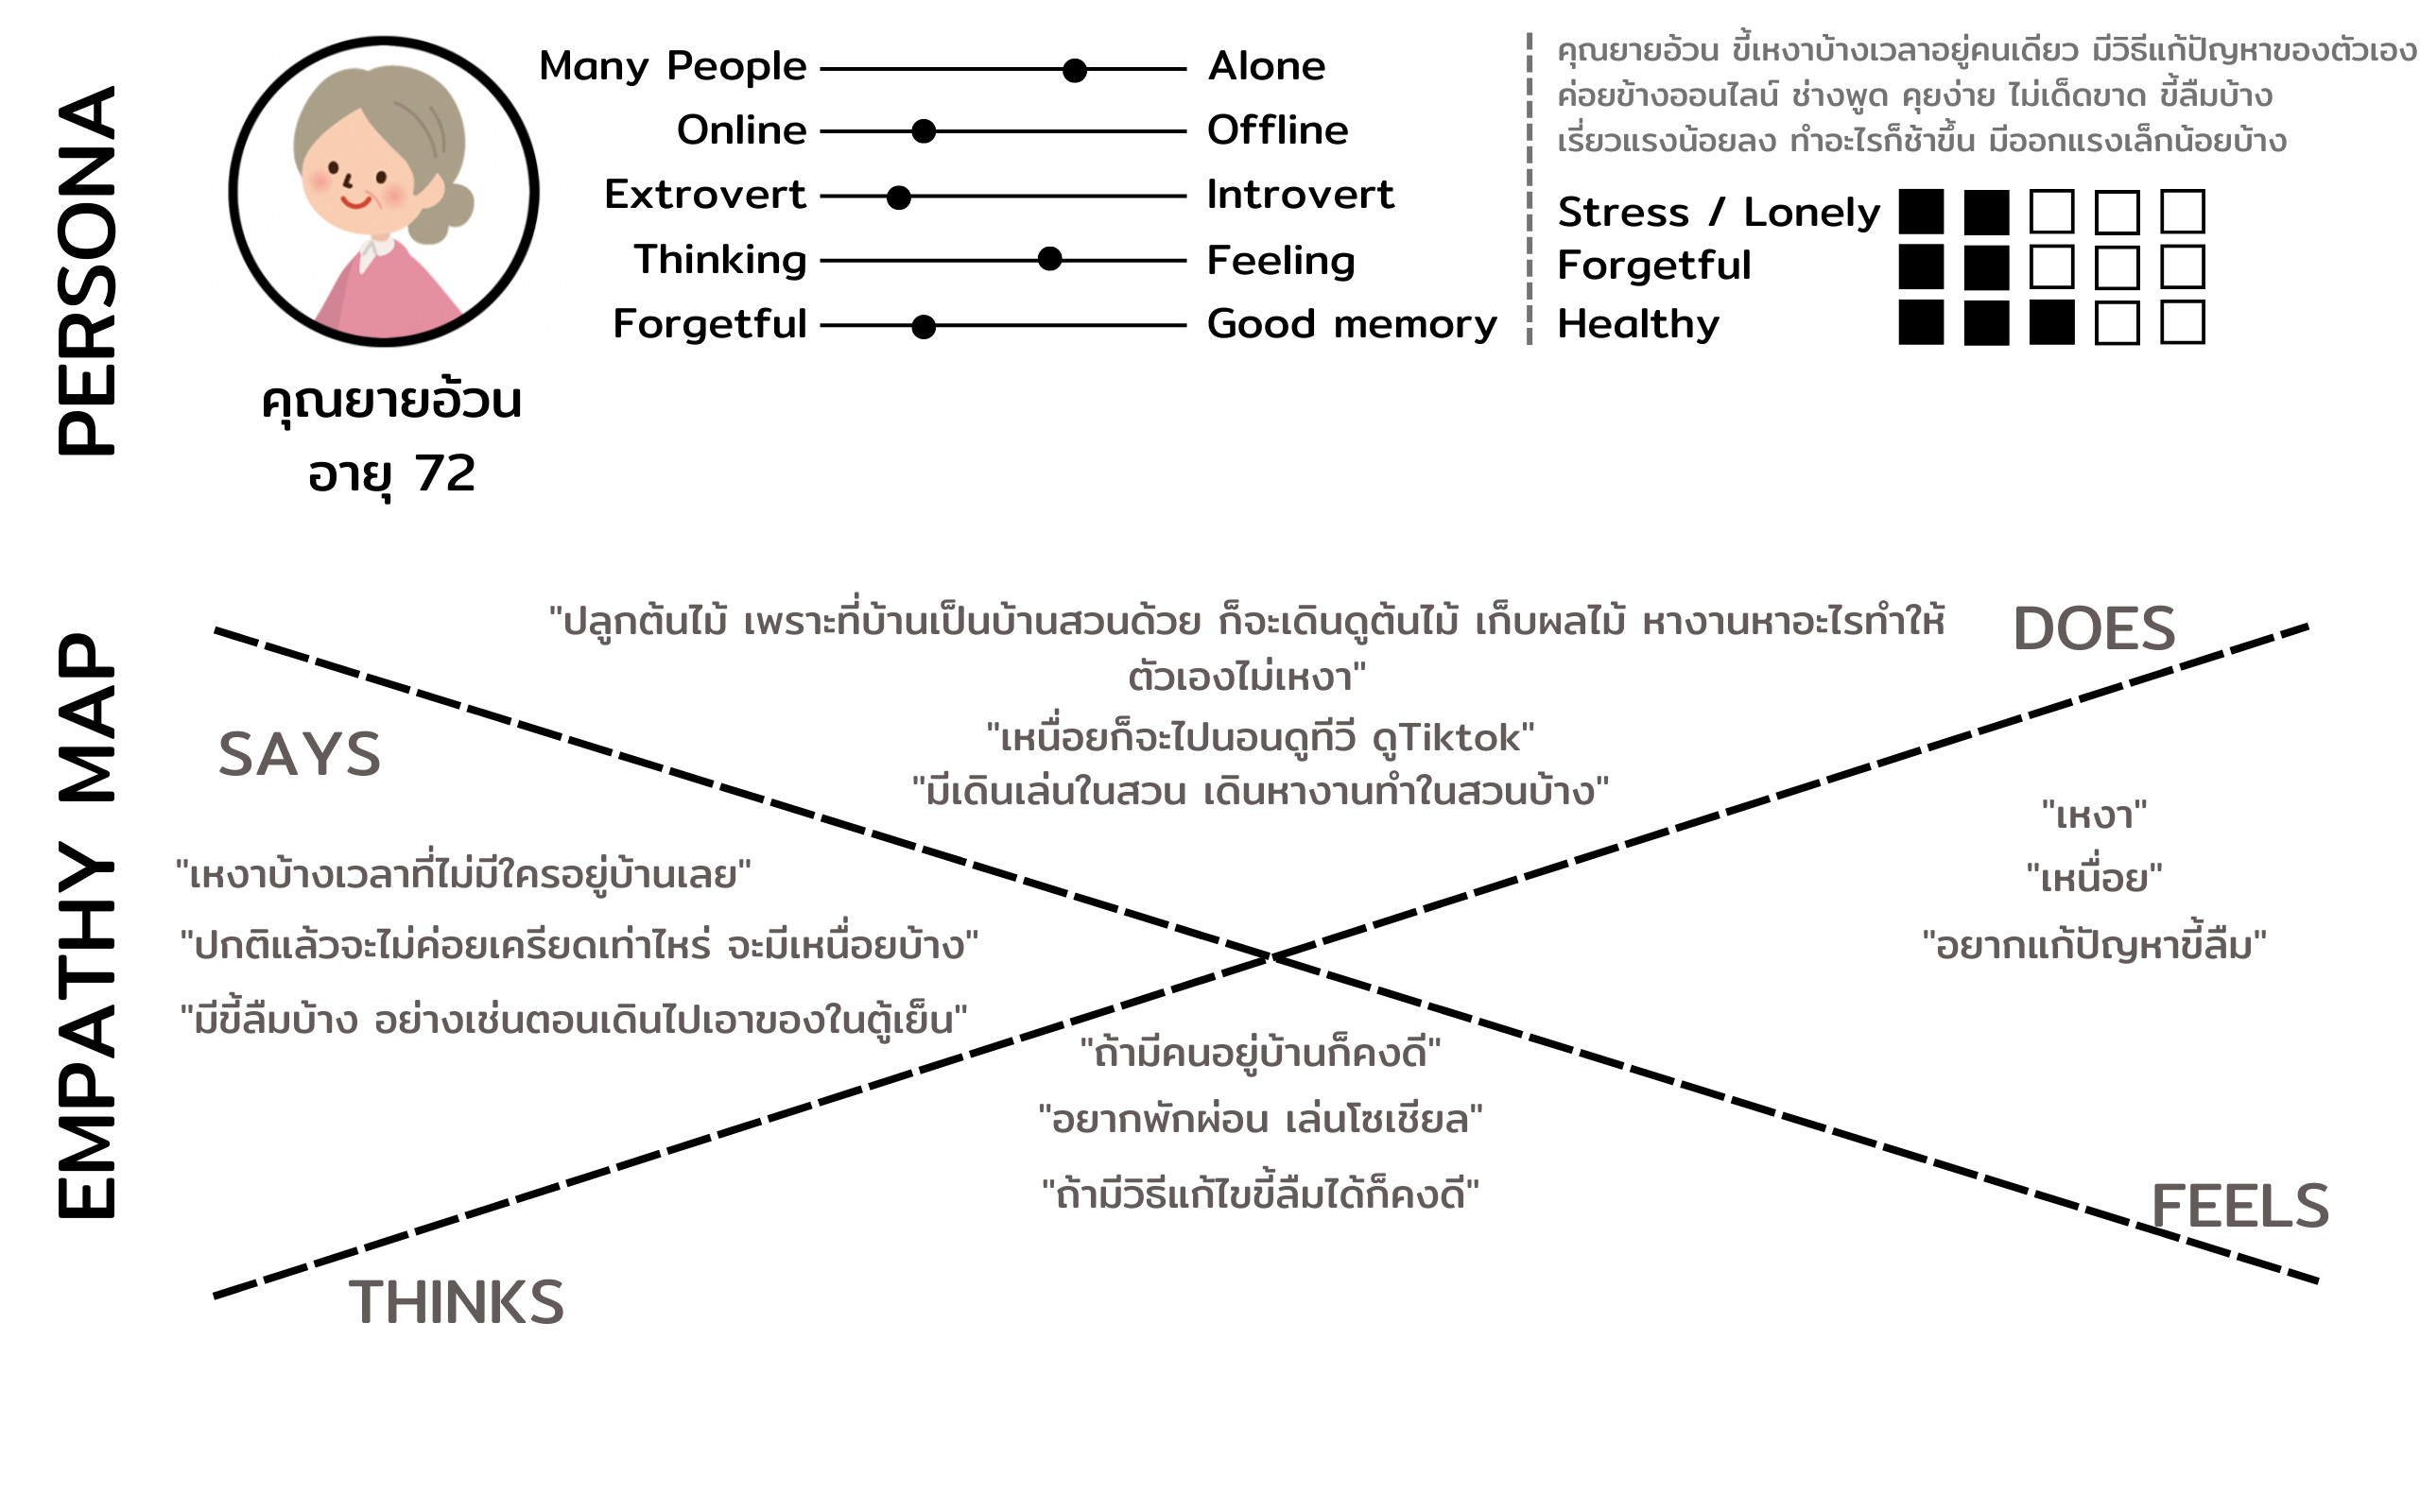 PERSONA
Many People
Alone
Online
Offline
Extrovert
Introvert
Thinking
Feeling
Forgetful
Good memory
คุณยายอ้วน
อายุ 72
คุณยายอ้วน ขี้เหงาบ้างเวลาอยู่คนเดียว มีวิธีแก้ปัญหาของตัวเอง
ค่อยข้างออนไลน์ ช่างพูด คุยง่าย ไม่เด็ดขาด ขี้ลืมบ้าง
เรี่ยวแรงน้อยลง ทำอะไรก็ช้าขึ้น มีออกแรงเล็กน้อยบ้าง
Stress / Lonely
Forgetful
Healthy
EMPATHY MAP
DOES
"ปลูกต้นไม้ เพราะที่บ้านเป็นบ้านสวนด้วย ก็จะเดินดูต้นไม้ เก็บผลไม้ หางานหาอะไรทำให้
ตัวเองไม่เหงา"
"เหนื่อยก็จะไปนอนดูทีวี ดูTiktok"
"มีเดินเล่นในสวน เดินหางานทำในสวนบ้าง"
SAYS
"เหงาบ้างเวลาที่ไม่มีใครอยู่บ้านเลย"
"ปกติแล้วจะไม่ค่อยเครียดเท่าไหร่ จะมีเหนื่อยบ้าง"
"มีขี้ลืมบ้าง อย่างเช่นตอนเดินไปเอาของในตู้เย็น"
"เหงา"
"เหนื่อย"
"อยากแก้ปัญหาขี้ลืม"
FEELS
"ถ้ามีคนอยู่บ้านก็คงดี"
"อยากพักผ่อน เล่นโซเชียล"
"ถ้ามีวิธีแก้ไขขี้ลืมได้ก็คงดี"
THINKS